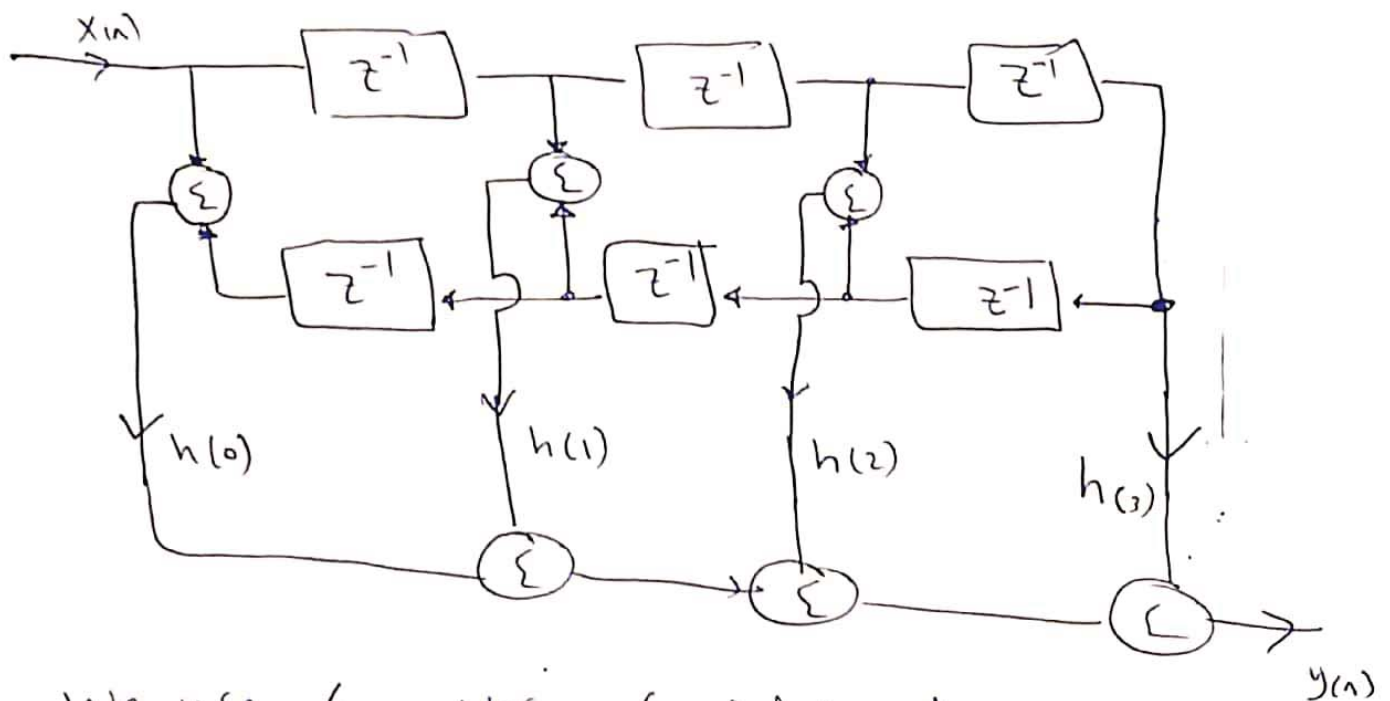 x(n)
z⁻¹ z⁻¹ z⁻¹
Σ Σ Σ
z⁻¹ z⁻¹ z⁻¹
h(0) h(1) h(2) h(3)
Σ Σ Σ
y(n)